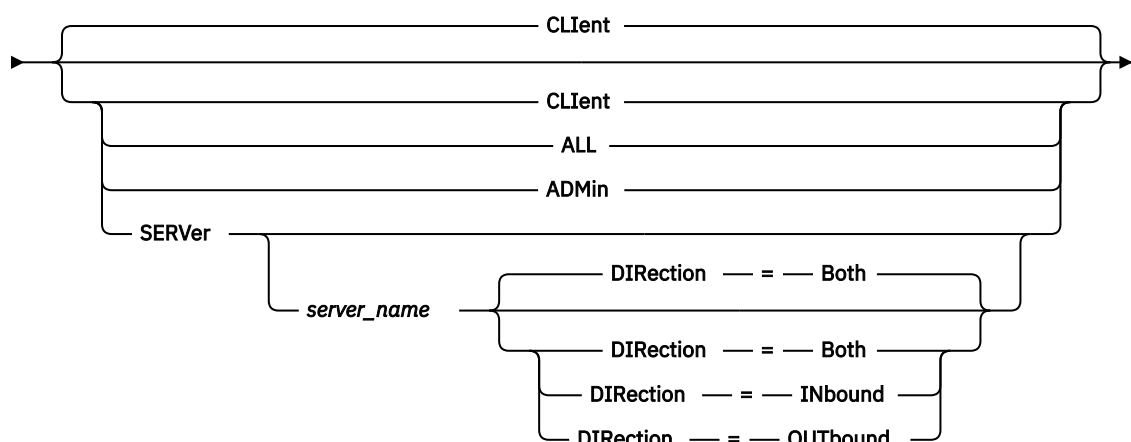 CLIent
CLIent
ALL
ADMin
SERVer
DIRection = Both
server_name
DIRection = Both
DIRection = INbound
DIRection = OUTbound